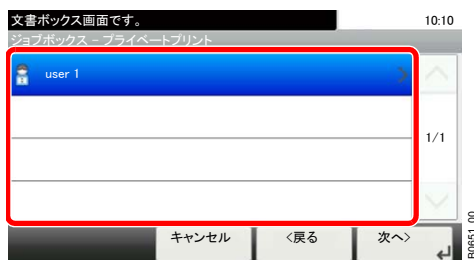 文書ボックス画面です。
10:10
ジョブボックス - プライベートプリント
user 1
1/1
キャンセル
<戻る
次へ>
B0651_00